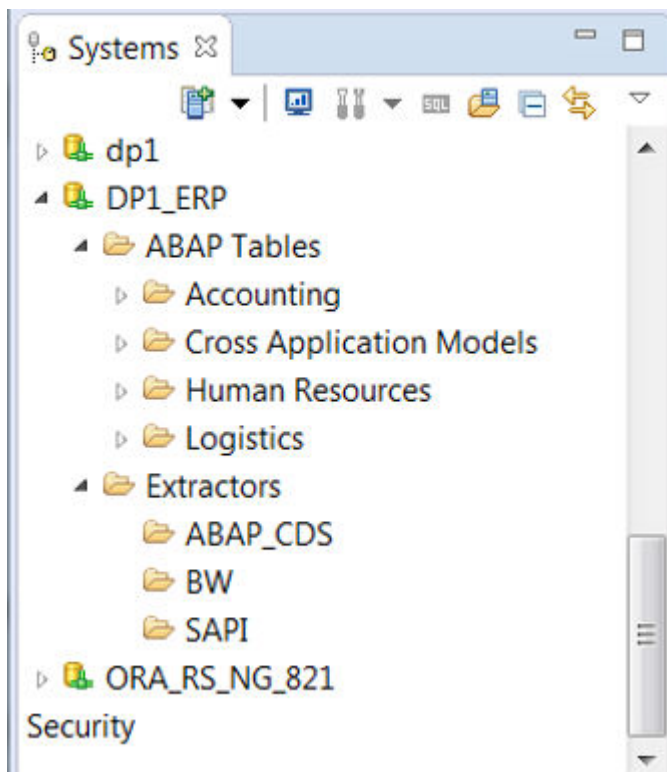 Systems
SQL
dp1
DP1_ERP
ABAP Tables
Accounting
Cross Application Models
Human Resources
Logistics
Extractors
ABAP_CDS
BW
SAPI
ORA_RS_NG_821
Security